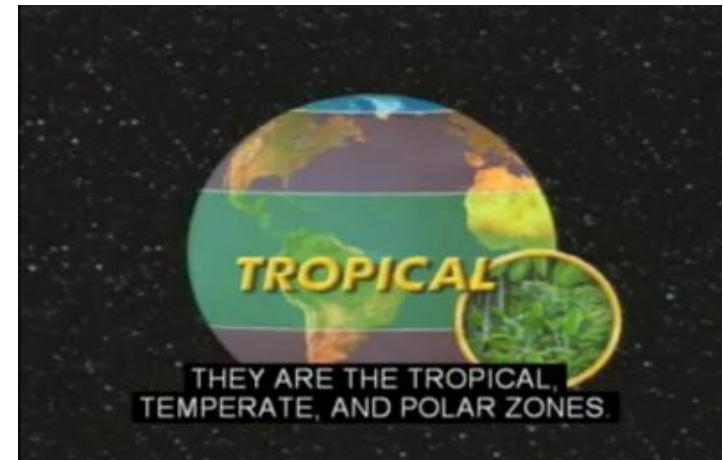 TROPICAL
THEY ARE THE TROPICAL,
TEMPERATE, AND POLAR ZONES.